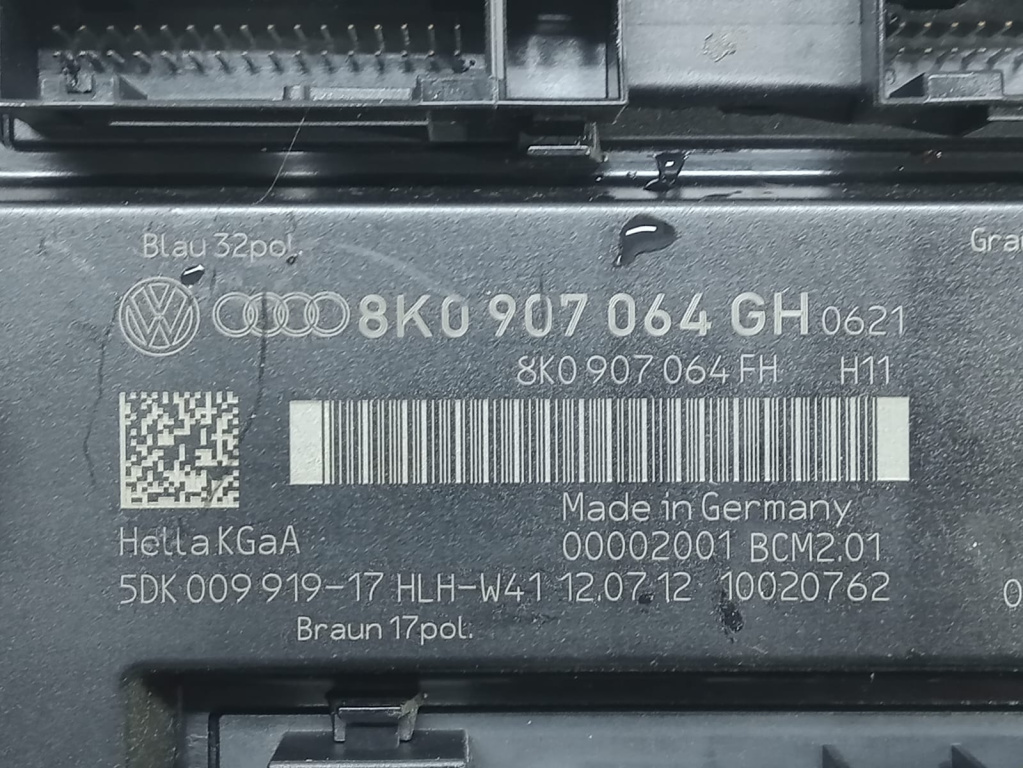 Blau 32pol.
8K0 907 064 GH 0621
8K0 907 064 FH H11
Made in Germany
Hella KGaA
00002001 BCM2.01
5DK 009 919-17 HLH-W41 12.07.12 10020762
Braun 17pol.